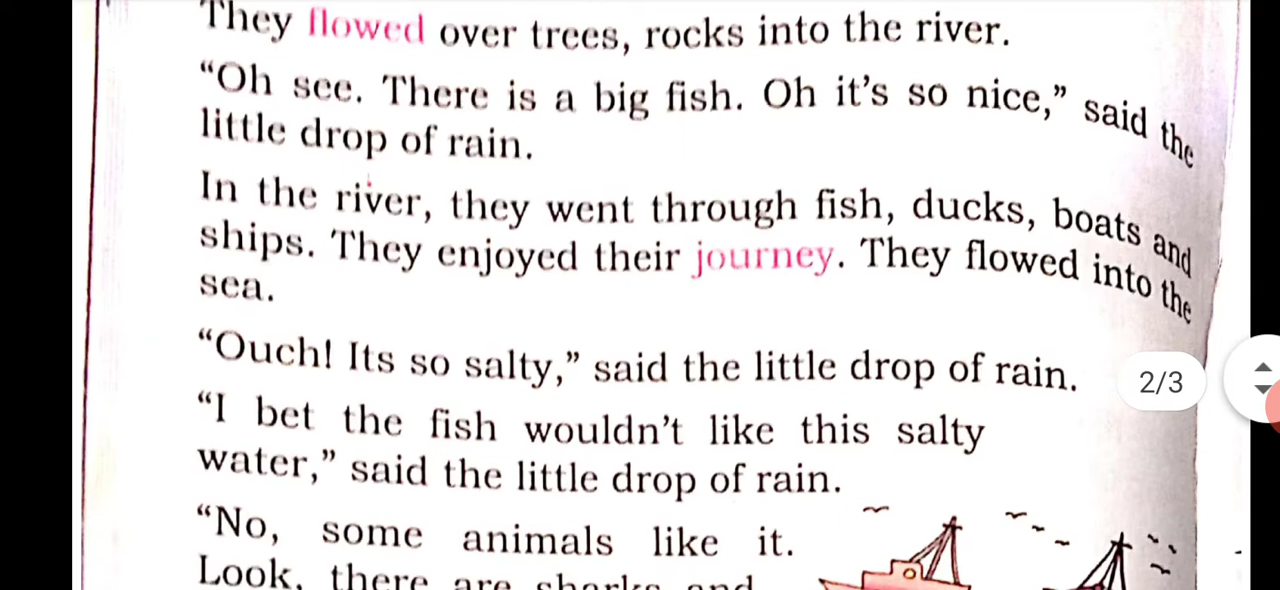 They flowed over trees, rocks into the river.
“Oh see. There is a big fish. Oh it’s so nice,” said the
little drop of rain.
In the river, they went through fish, ducks, boats and
ships. They enjoyed their journey. They flowed into the
sea.
“Ouch! Its so salty,” said the little drop of rain.
2/3
“I bet the fish wouldn’t like this salty
water,” said the little drop of rain.
“No, some animals like it.
Look, there are sharks and